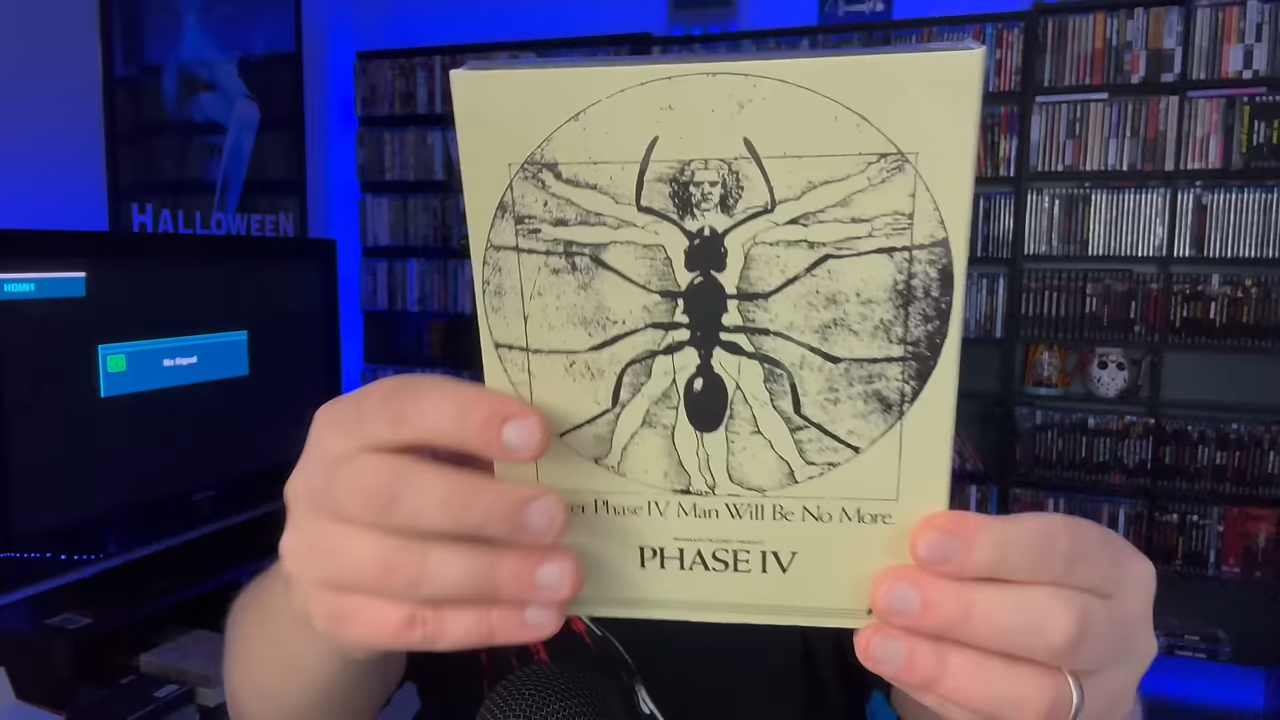 HALLOWEEN
HDMI1
No Signal
Phase IV Man Will Be No More.
PHASE IV